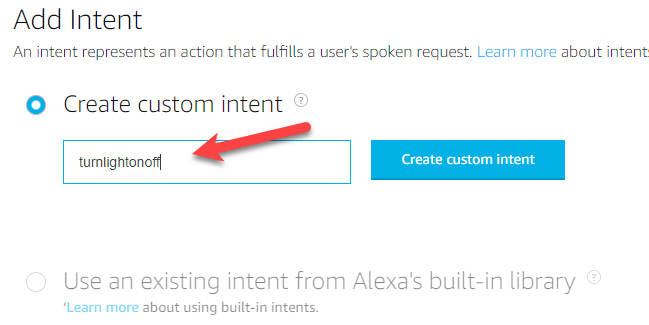 Add Intent
An intent represents an action that fulfills a user's spoken request. Learn more about intents
Create custom intent ?
turnlightonoff
Create custom intent
Use an existing intent from Alexa's built-in library ?
‘Learn more about using built-in intents.